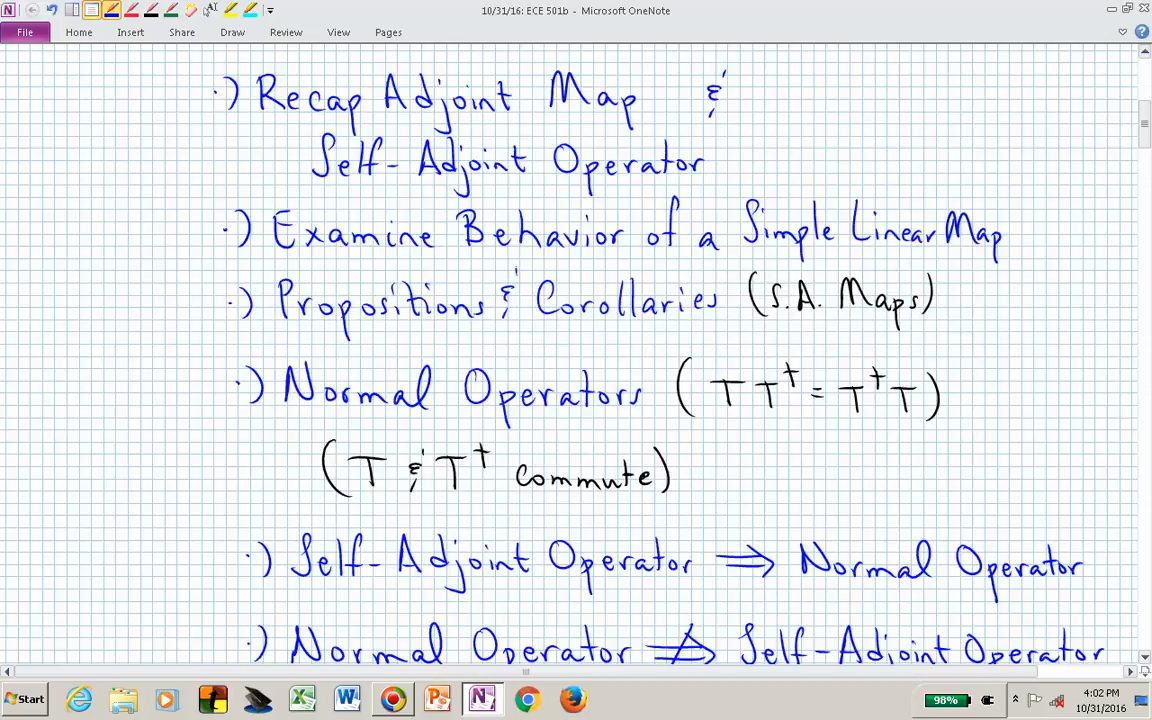 10/31/16: ECE 501b - Microsoft OneNote
File Home Insert Share Draw Review View Pages
·) Recap Adjoint Map &
Self-Adjoint Operator
·) Examine Behavior of a Simple Linear Map
·) Propositions & Corollaries (S.A. Maps)
·) Normal Operators (TT† = T†T)
(T & T† commute)
·) Self-Adjoint Operator ⟹ Normal Operator
·) Normal Operator ⇏ Self-Adjoint Operator
Start 98% 4:02 PM
10/31/2016